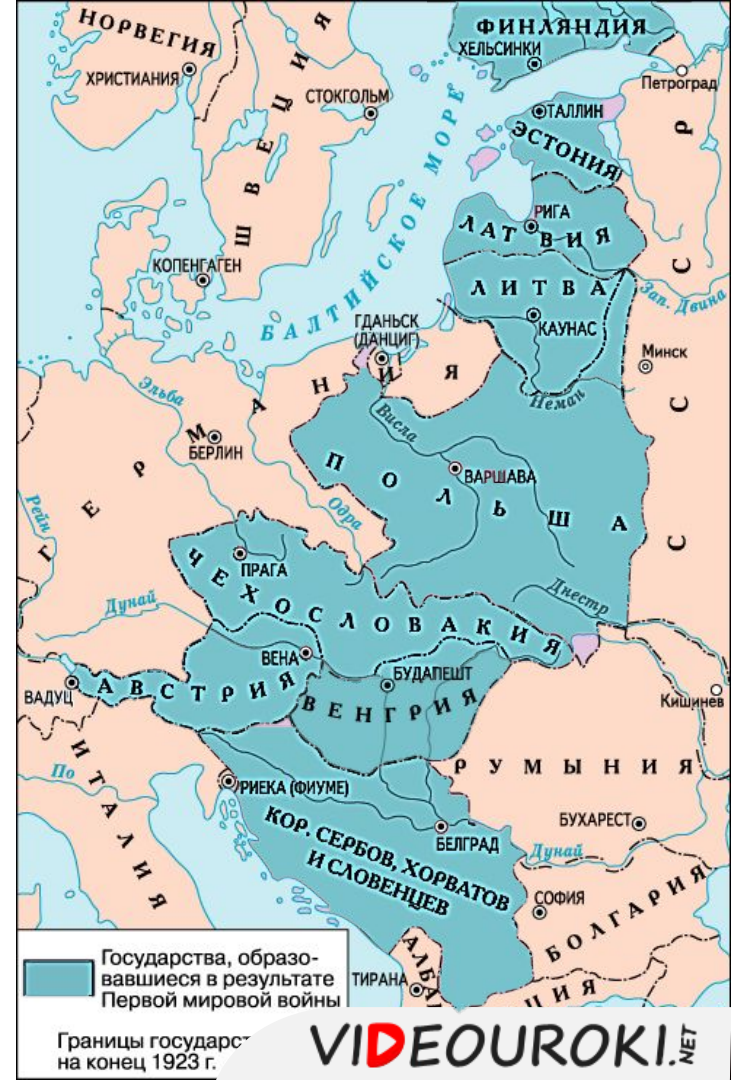 НОРВЕГИЯ
ШВЕЦИЯ
ФИНЛЯНДИЯ
ХЕЛЬСИНКИ
ХРИСТИАНИЯ
СТОКГОЛЬМ
Петроград
ТАЛЛИН
ЭСТОНИЯ
РИГА
ЛАТВИЯ
БАЛТИЙСКОЕ МОРЕ
КОПЕНГАГЕН
ЛИТВА
Зап. Двина
КАУНАС
ГДАНЬСК
(ДАНЦИГ)
Минск
СССР
Эльба
Неман
ГЕРМАНИЯ
Висла
БЕРЛИН
ВАРШАВА
ПОЛЬША
Рейн
Одра
ПРАГА
ЧЕХОСЛОВАКИЯ
Днестр
Дунай
ВЕНА
БУДАПЕШТ
ВАДУЦ
АВСТРИЯ
ВЕНГРИЯ
Кишинев
ИТАЛИЯ
По
РУМЫНИЯ
РИЕКА (ФИУМЕ)
БУХАРЕСТ
БЕЛГРАД
Дунай
КОР. СЕРБОВ, ХОРВАТОВ
И СЛОВЕНЦЕВ
СОФИЯ
БОЛГАРИЯ
ТИРАНА
АЛБА
ЦИЯ
Государства, образо-
вавшиеся в результате
Первой мировой войны
Границы государст
на конец 1923 г.
VIDEOUROKI.NET